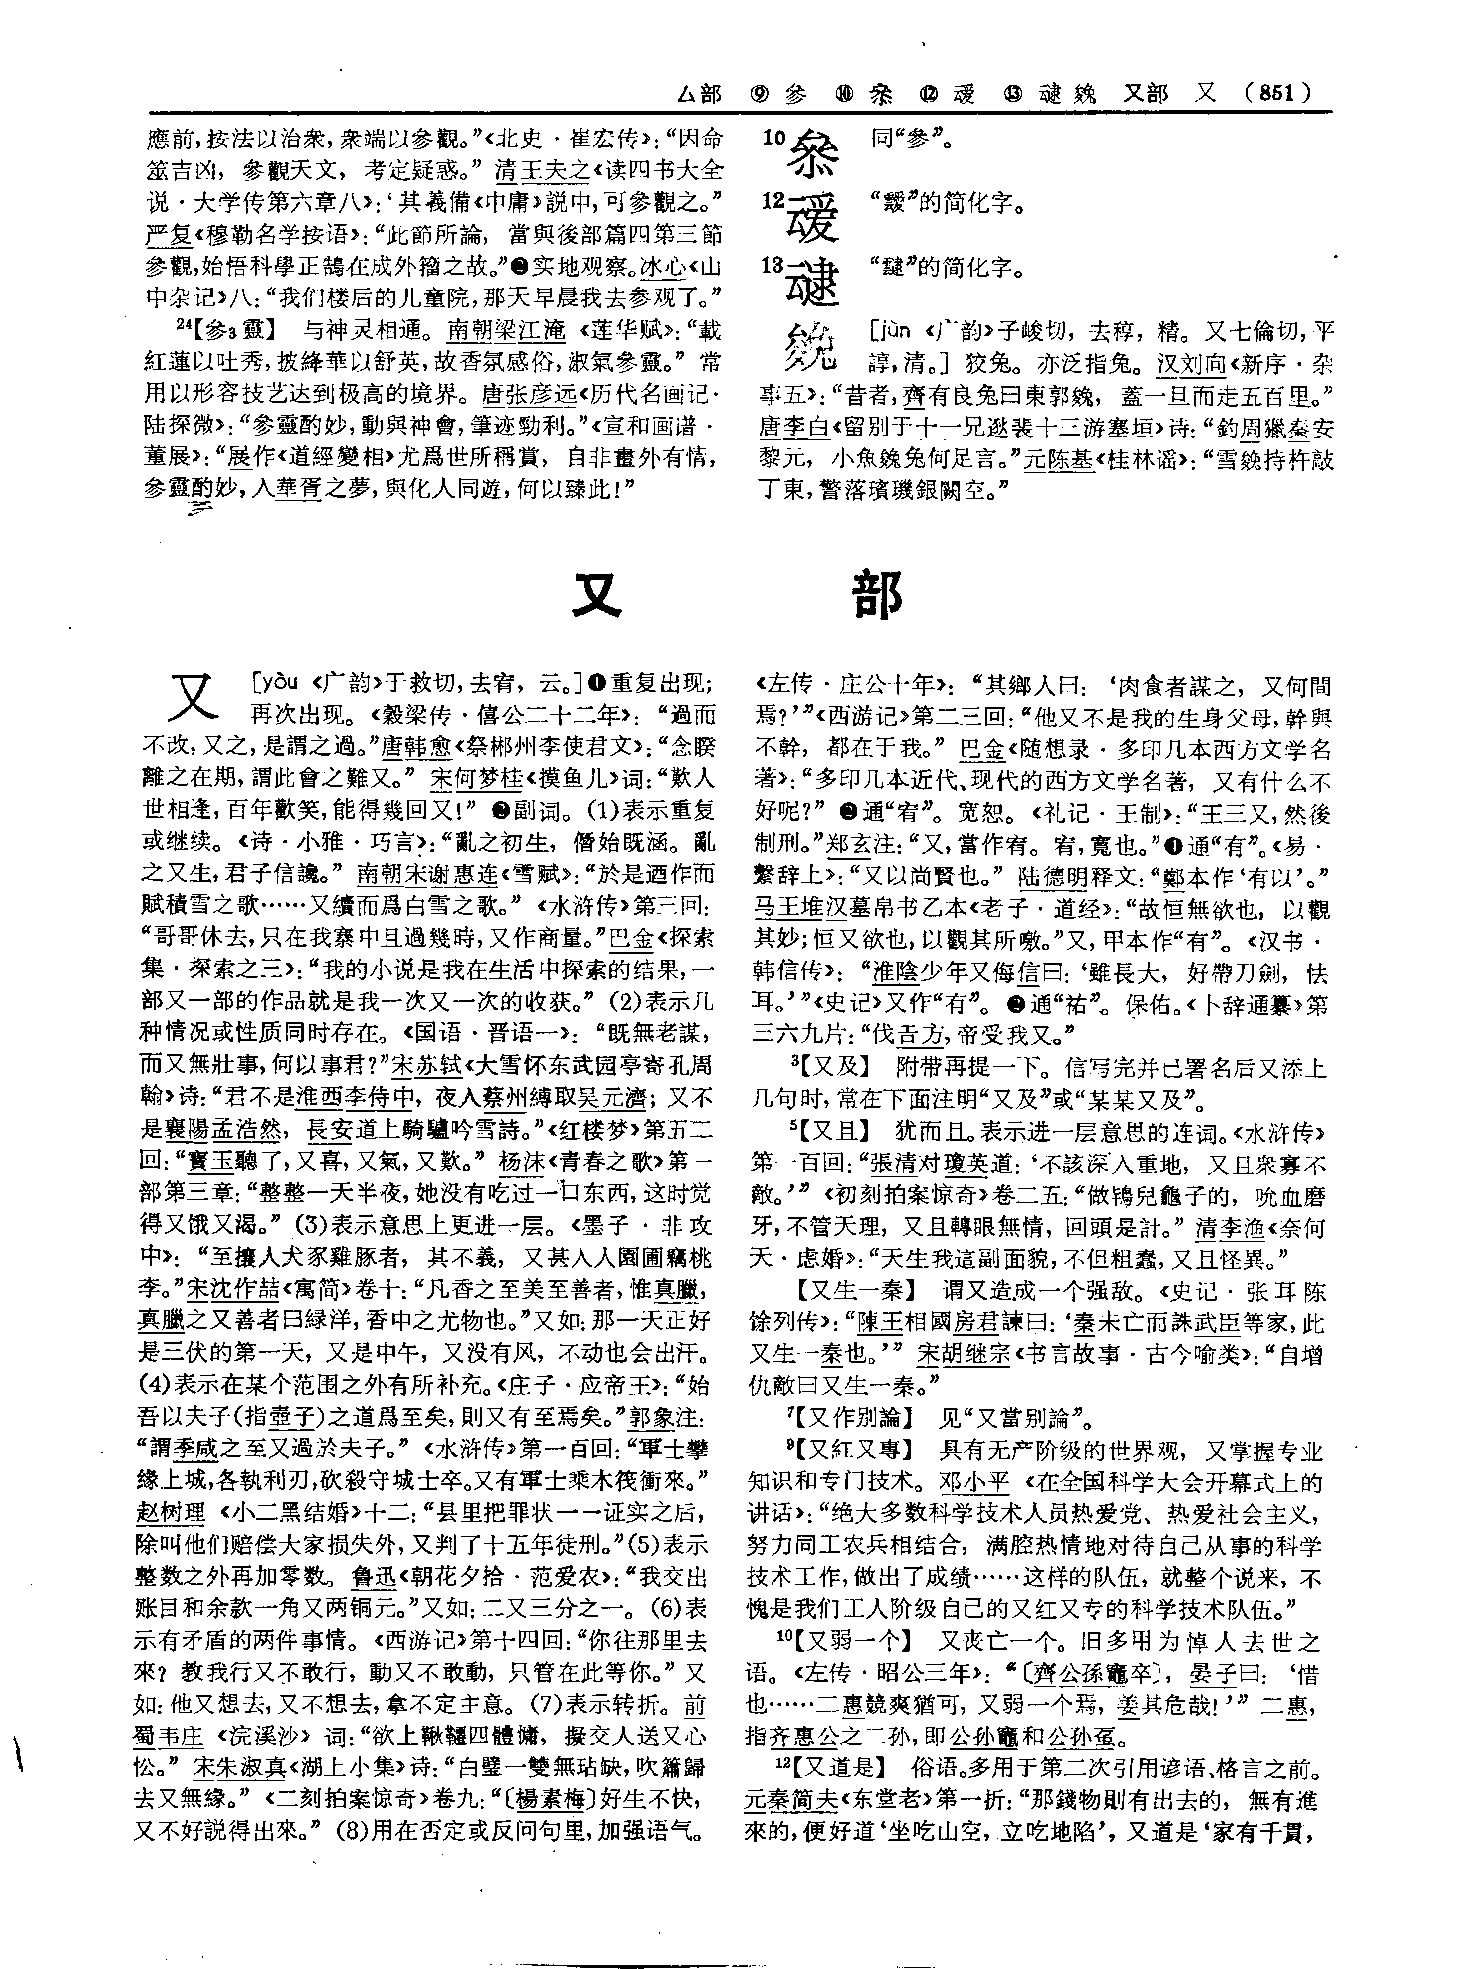 厶部 ⑨ 參 ⑩ 叅 ⑫ 叆 ⑬ 叇 㕙 又部 又 (851)
應前,按法以治衆,衆端以參觀。”《北史·崔宏传》:“因命
筮吉凶,參觀天文,考定疑惑。”清王夫之《读四书大全
说·大学传第六章八》:‘其義備《中庸》説中,可參觀之。”
严复《穆勒名学按语》:“此節所論,當與後部篇四第三節
參觀,始悟科學正鵠在成外籀之故。”❷实地观察。冰心《山
中杂记》八:“我们楼后的儿童院,那天早晨我去参观了。”
24【参3靈】 与神灵相通。南朝梁江淹《莲华赋》:“載
紅蓮以吐秀,披絳華以舒英,故香氛感俗,淑氣參靈。”常
用以形容技艺达到极高的境界。唐张彦远《历代名画记·
陆探微》:“參靈酌妙,動與神會,筆迹勁利。”《宣和画谱·
董展》:“展作《道經變相》尤爲世所稱賞,自非畫外有情,
參靈酌妙,入華胥之夢,與化人同遊,何以臻此!”
10 叅 同“參”。
12 叆 “靉”的简化字。
13 叇 “靆”的简化字。
㕙 [jùn《广韵》子峻切,去稕,精。又七倫切,平
諄,清。] 狡兔。亦泛指兔。汉刘向《新序·杂
事五》:“昔者,齊有良兔曰東郭㕙,蓋一旦而走五百里。”
唐李白《留别于十一兄逖裴十三游塞垣》诗:“釣周獵秦安
黎元,小魚㕙兔何足言。”元陈基《桂林谣》:“雪㕙持杵敲
丁東,驚落璸璣銀闕空。”
又 部
又 [yòu《广韵》于救切,去宥,云。]❶重复出现;
再次出现。《穀梁传·僖公二十二年》:“過而
不改,又之,是謂之過。”唐韩愈《祭郴州李使君文》:“念睽
離之在期,謂此會之難又。”宋何梦桂《摸鱼儿》词:“歎人
世相逢,百年歡笑,能得幾回又!”❷副词。(1)表示重复
或继续。《诗·小雅·巧言》:“亂之初生,僭始既涵。亂
之又生,君子信讒。”南朝宋谢惠连《雪赋》:“於是迺作而
賦積雪之歌……又續而爲白雪之歌。”《水浒传》第三回:
“哥哥休去,只在我寨中且過幾時,又作商量。”巴金《探索
集·探索之三》:“我的小说是我在生活中探索的结果,一
部又一部的作品就是我一次又一次的收获。”(2)表示几
种情况或性质同时存在。《国语·晋语一》:“既無老謀,
而又無壯事,何以事君?”宋苏轼《大雪怀东武园亭寄孔周
翰》诗:“君不是淮西李侍中,夜入蔡州縛取吴元濟;又不
是襄陽孟浩然,長安道上騎驢吟雪詩。”《红楼梦》第五二
回:“寶玉聽了,又喜,又氣,又歎。”杨沫《青春之歌》第一
部第三章:“整整一天半夜,她没有吃过一口东西,这时觉
得又饿又渴。”(3)表示意思上更进一层。《墨子·非攻
中》:“至攘人犬豕雞豚者,其不義,又甚入人園圃竊桃
李。”宋沈作喆《寓简》卷十:“凡香之至美至善者,惟真臘,
真臘之又善者曰緑洋,香中之尤物也。”又如:那一天正好
是三伏的第一天,又是中午,又没有风,不动也会出汗。
(4)表示在某个范围之外有所补充。《庄子·应帝王》:“始
吾以夫子(指壺子)之道爲至矣,則又有至焉矣。”郭象注:
“謂季咸之至又過於夫子。”《水浒传》第一百回:“軍士攀
緣上城,各執利刃,砍殺守城士卒。又有軍士乘木筏衝來。”
赵树理《小二黑结婚》十二:“县里把罪状一一证实之后,
除叫他们赔偿大家损失外,又判了十五年徒刑。”(5)表示
整数之外再加零数。鲁迅《朝花夕拾·范爱农》:“我交出
账目和余款一角又两铜元。”又如:二又三分之一。(6)表
示有矛盾的两件事情。《西游记》第十四回:“你往那里去
來?教我行又不敢行,動又不敢動,只管在此等你。”又
如:他又想去,又不想去,拿不定主意。(7)表示转折。前
蜀韦庄《浣溪沙》词:“欲上鞦韆四體慵,擬交人送又心
忪。”宋朱淑真《湖上小集》诗:“白璧一雙無玷缺,吹簫歸
去又無緣。”《二刻拍案惊奇》卷九:“〔楊素梅〕好生不快,
又不好説得出來。”(8)用在否定或反问句里,加强语气。
《左传·庄公十年》:“其鄉人曰:‘肉食者謀之,又何間
焉?’”《西游记》第二三回:“他又不是我的生身父母,幹與
不幹,都在于我。”巴金《随想录·多印几本西方文学名
著》:“多印几本近代、现代的西方文学名著,又有什么不
好呢?”❸通“宥”。宽恕。《礼记·王制》:“王三又,然後
制刑。”郑玄注:“又,當作宥。宥,寬也。”❹通“有”。《易·
繫辞上》:“又以尚賢也。”陆德明释文:“鄭本作‘有以’。”
马王堆汉墓帛书乙本《老子·道经》:“故恒無欲也,以觀
其妙;恒又欲也,以觀其所噭。”又,甲本作“有”。《汉书·
韩信传》:“淮陰少年又侮信曰:‘雖長大,好帶刀劍,怯
耳。’”《史记》又作“有”。❺通“祐”。保佑。《卜辞通纂》第
三六九片:“伐𢀛方,帝受我又。”
3【又及】 附带再提一下。信写完并已署名后又添上
几句时,常在下面注明“又及”或“某某又及”。
5【又且】 犹而且。表示进一层意思的连词。《水浒传》
第一百回:“張清对瓊英道:‘不該深入重地,又且衆寡不
敵。’”《初刻拍案惊奇》卷二五:“做鴇兒龜子的,吮血磨
牙,不管天理,又且轉眼無情,回頭是計。”清李渔《奈何
天·虑婚》:“天生我這副面貌,不但粗蠢,又且怪異。”
【又生一秦】 谓又造成一个强敌。《史记·张耳陈
馀列传》:“陳王相國房君諫曰:‘秦未亡而誅武臣等家,此
又生一秦也。’”宋胡继宗《书言故事·古今喻类》:“自增
仇敵曰又生一秦。”
7【又作别論】 见“又當别論”。
9【又紅又專】 具有无产阶级的世界观,又掌握专业
知识和专门技术。邓小平《在全国科学大会开幕式上的
讲话》:“绝大多数科学技术人员热爱党、热爱社会主义,
努力同工农兵相结合,满腔热情地对待自己从事的科学
技术工作,做出了成绩……这样的队伍,就整个说来,不
愧是我们工人阶级自己的又红又专的科学技术队伍。”
10【又弱一个】 又丧亡一个。旧多用为悼人去世之
语。《左传·昭公三年》:“〔齊公孫竈卒〕,晏子曰:‘惜
也……二惠競爽猶可,又弱一个焉,姜其危哉!’”二惠,
指齐惠公之二孙,即公孙竈和公孙虿。
12【又道是】 俗语。多用于第二次引用谚语、格言之前。
元秦简夫《东堂老》第一折:“那錢物則有出去的,無有進
來的,便好道‘坐吃山空,立吃地陷’,又道是‘家有千貫,